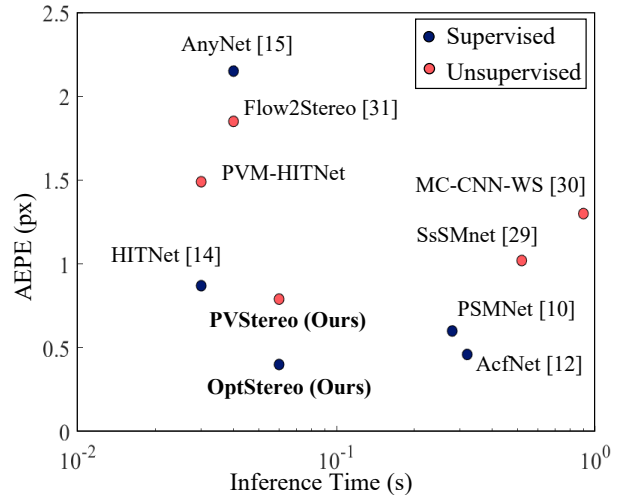 2.5
AnyNet [15]
Supervised
Unsupervised
2
Flow2Stereo [31]
PVM-HITNet
MC-CNN-WS [30]
1.5
AEPE (px)
SsSMnet [29]
HITNet [14]
1
PVStereo (Ours)
PSMNet [10]
0.5
OptStereo (Ours)
AcfNet [12]
0
10⁻² 10⁻¹ 10⁰
Inference Time (s)